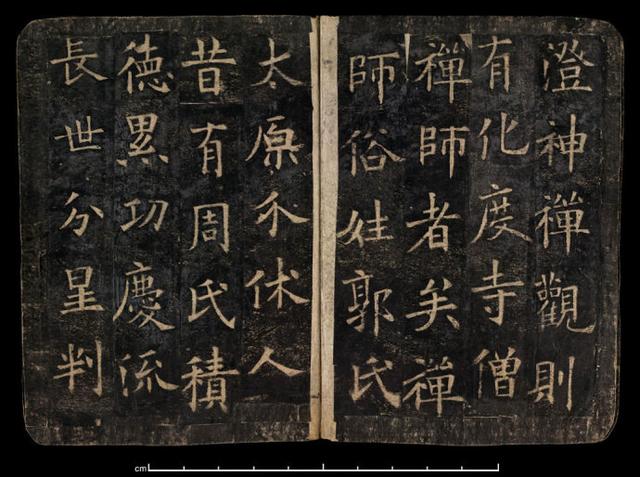 澄神禪觀則
有化度寺僧
禪師者矣禪
師俗姓郭氏
太原介休人
昔有周氏積
徳累功慶流
長世分星判
cm